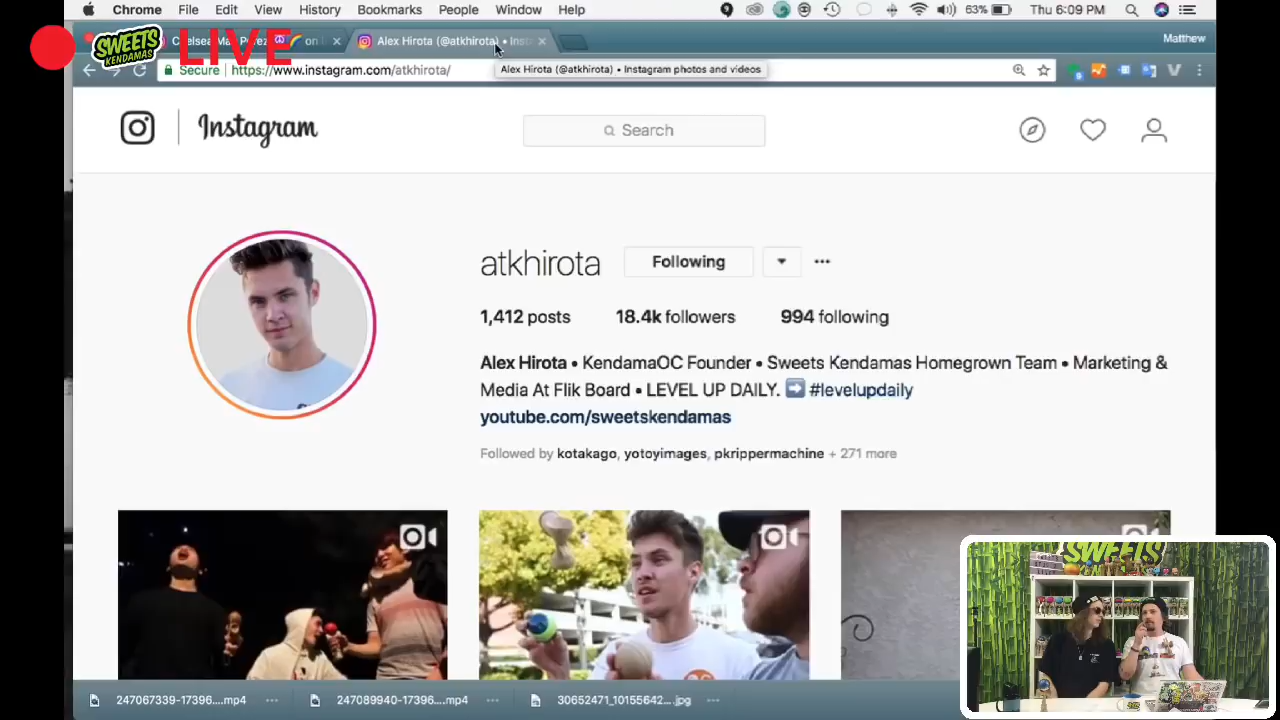 Chrome File Edit View History Bookmarks People Window Help 63% Thu 6:09 PM
SWEETS KENDAMAS LIVE
Alex Hirota (@atkhirota) • Inst
Matthew
Secure https://www.instagram.com/atkhirota/
Alex Hirota (@atkhirota) • Instagram photos and videos
Instagram Search
atkhirota Following
1,412 posts 18.4k followers 994 following
Alex Hirota • KendamaOC Founder • Sweets Kendamas Homegrown Team • Marketing &
Media At Flik Board • LEVEL UP DAILY. ➡️ #levelupdaily
youtube.com/sweetskendamas
Followed by kotakago, yotoyimages, pkrippermachine + 271 more
SWEETS
247067339-17396....mp4 247089940-17396....mp4 30652471_10155642....jpg